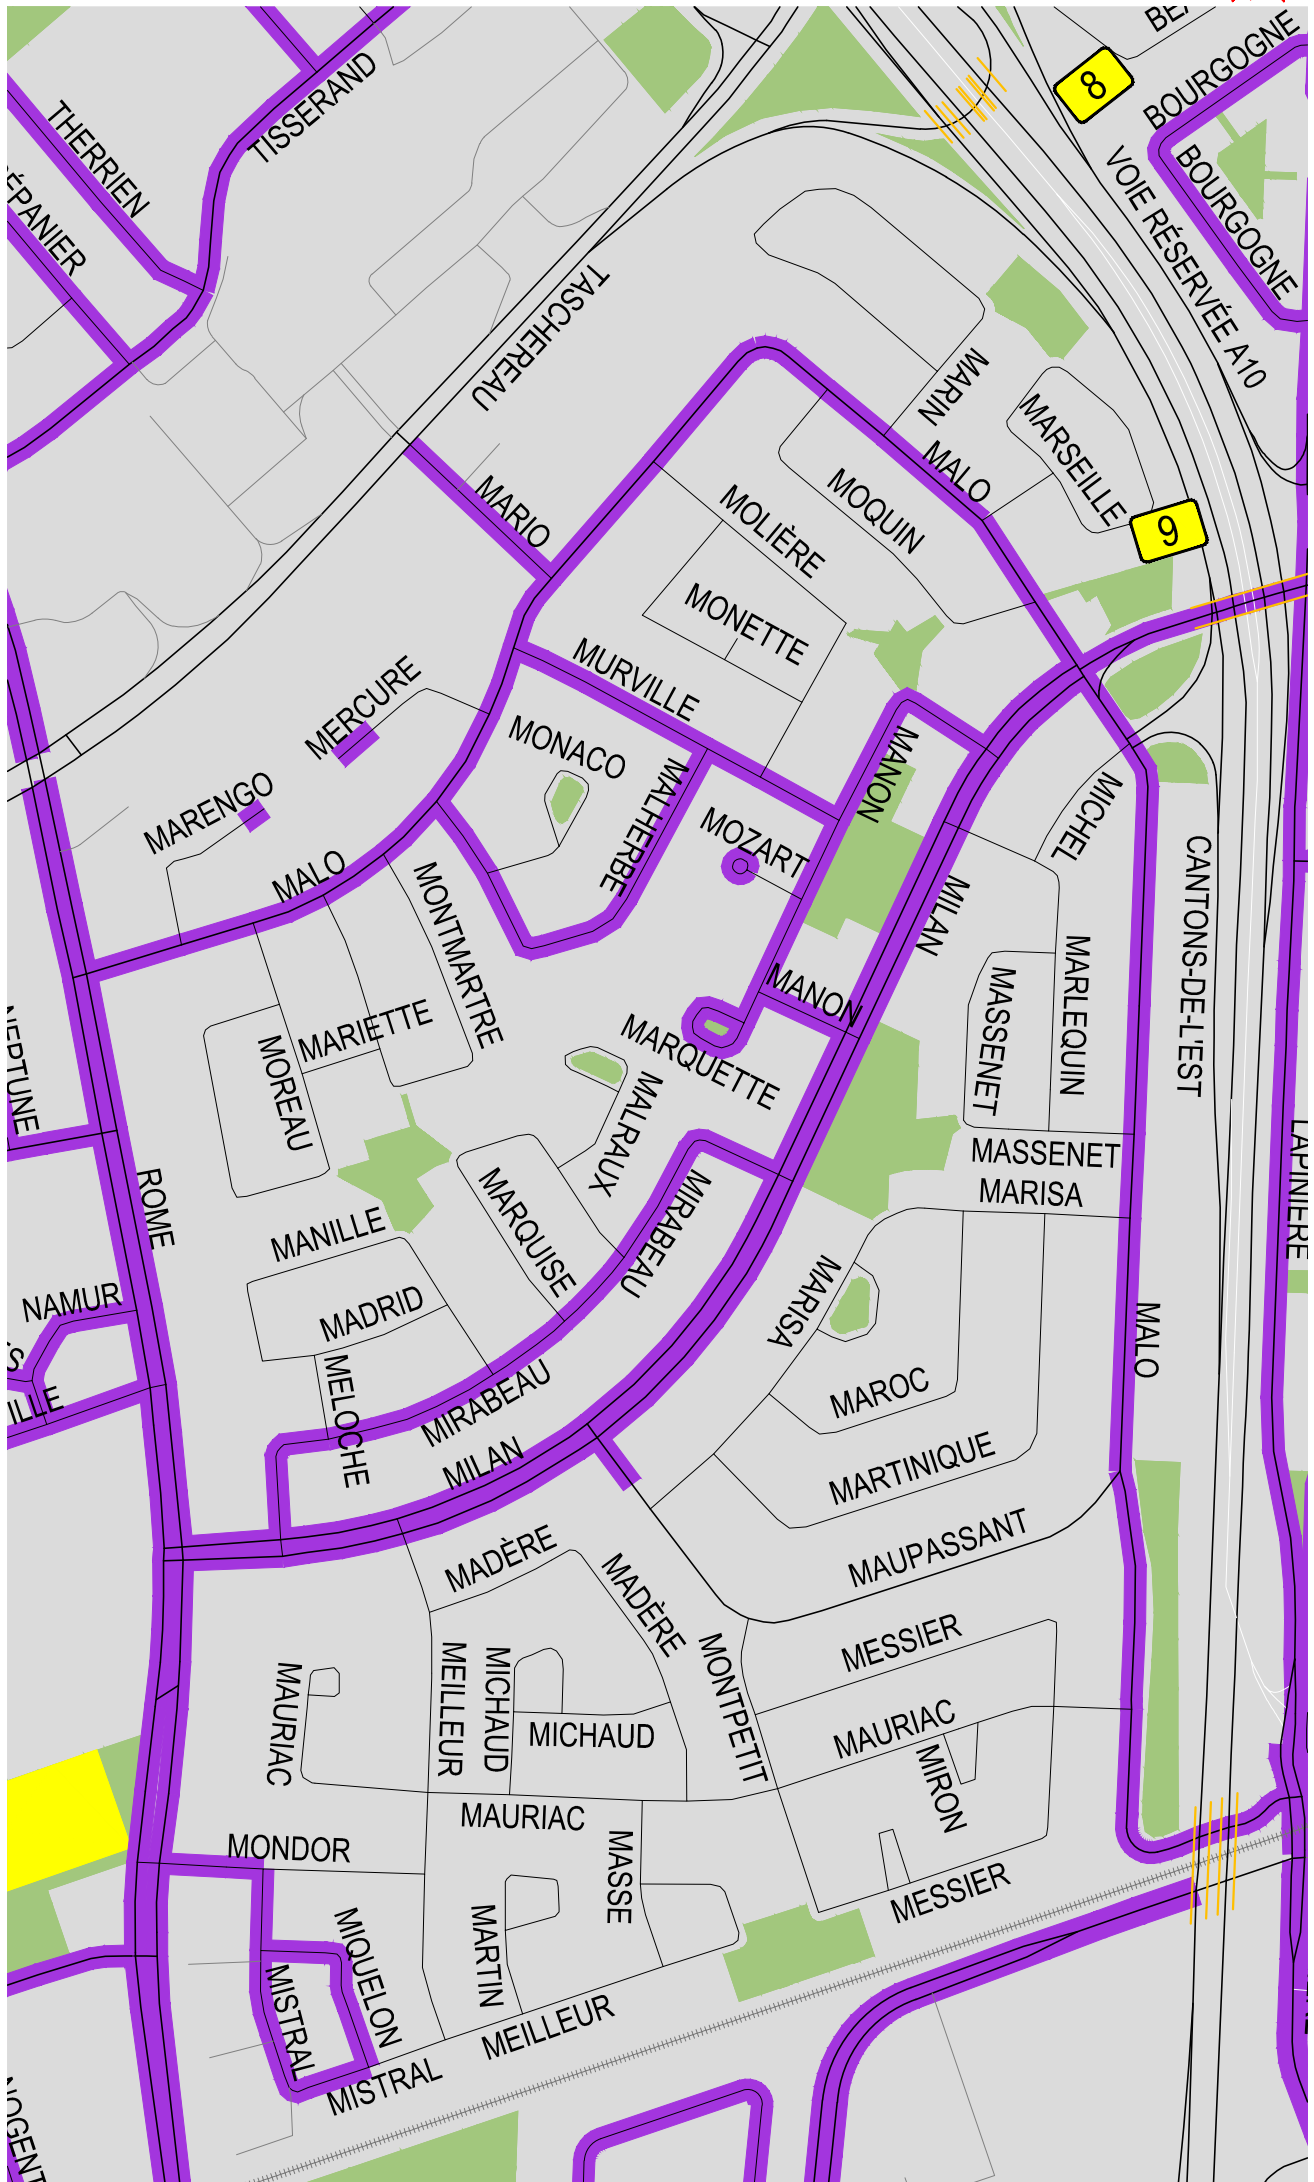 BOURGOGNE
8
TISSERAND
THERRIEN
BOURGOGNE
VOIE RÉSERVÉE A10
TASCHEREAU
MARIN
MARSEILLE
MALO
MARIO
MOQUIN
MOLIÈRE
9
MONETTE
MURVILLE
MERCURE
MONACO
MANON
MALHERBE
MICHEL
MARENGO
MOZART
MALO
MONTMARTRE
CANTONS-DE-L'EST
MILAN
MARLEQUIN
MASSENET
MANON
MARIETTE
MOREAU
MARQUETTE
NEPTUNE
MALRAUX
MASSENET
MARISA
LAPINIÈRE
ROME
MARQUISE
MIRABEAU
MANILLE
MARISA
NAMUR
MADRID
MALO
MELOCHE
MAROC
MIRABEAU
MILAN
MARTINIQUE
MAUPASSANT
MADÈRE
MADÈRE
MESSIER
MONTPETIT
MEILLEUR
MICHAUD
MAURIAC
MICHAUD
MAURIAC
MIRON
MAURIAC
MONDOR
MASSE
MESSIER
MARTIN
MIQUELON
MISTRAL
MEILLEUR
MISTRAL